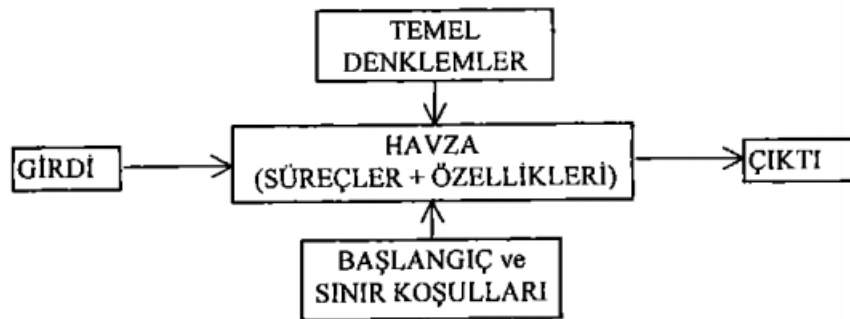 TEMEL
DENKLEMLER
GİRDİ
HAVZA
(SÜREÇLER + ÖZELLİKLERİ)
ÇIKTI
BAŞLANGIÇ ve
SINIR KOŞULLARI